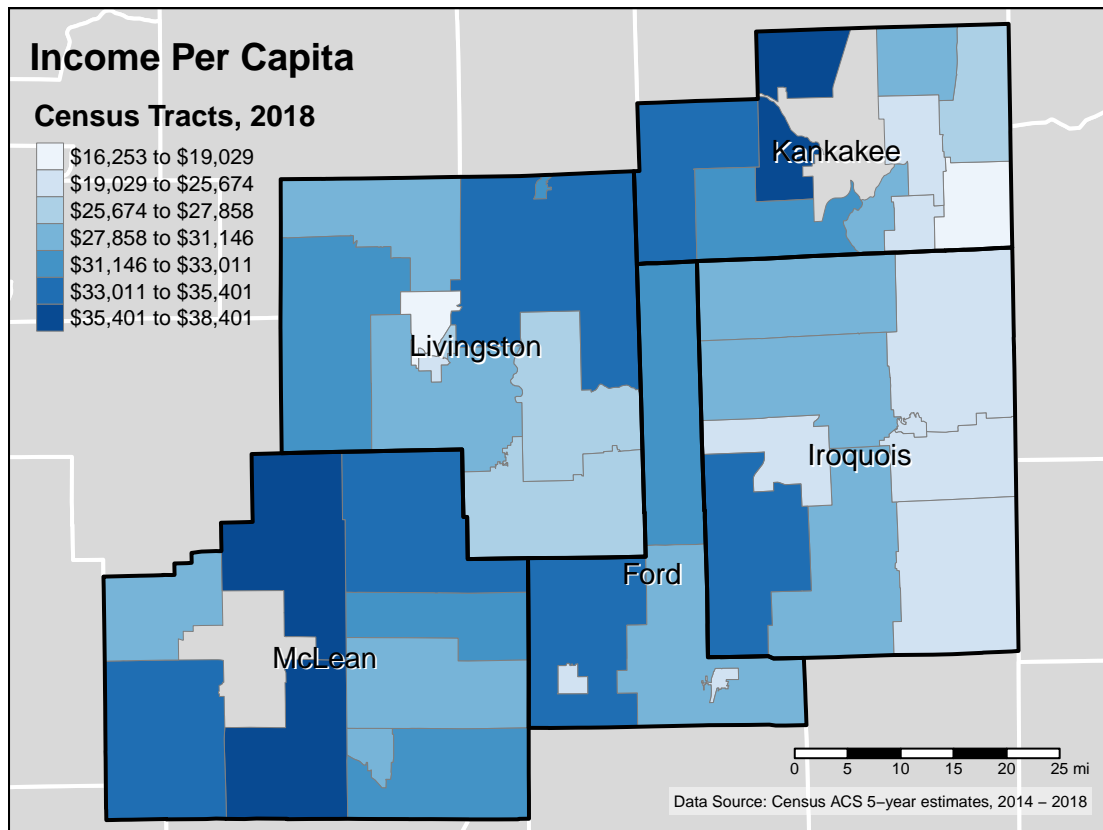 Income Per Capita
Census Tracts, 2018
$16,253 to $19,029
$19,029 to $25,674
$25,674 to $27,858
$27,858 to $31,146
$31,146 to $33,011
$33,011 to $35,401
$35,401 to $38,401
Kankakee
Livingston
Iroquois
Ford
McLean
0 5 10 15 20 25 mi
Data Source: Census ACS 5−year estimates, 2014 − 2018